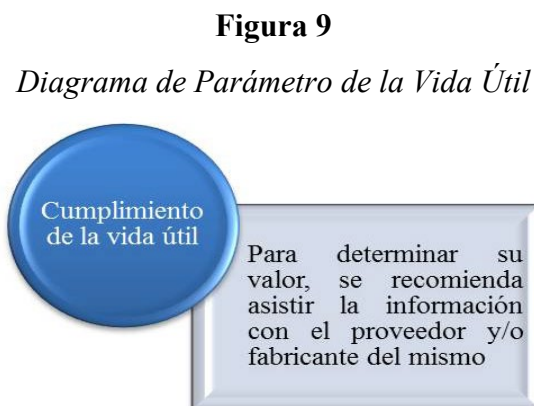 Figura 9
Diagrama de Parámetro de la Vida Útil
Cumplimiento
de la vida útil
Para determinar su
valor, se recomienda
asistir la información
con el proveedor y/o
fabricante del mismo